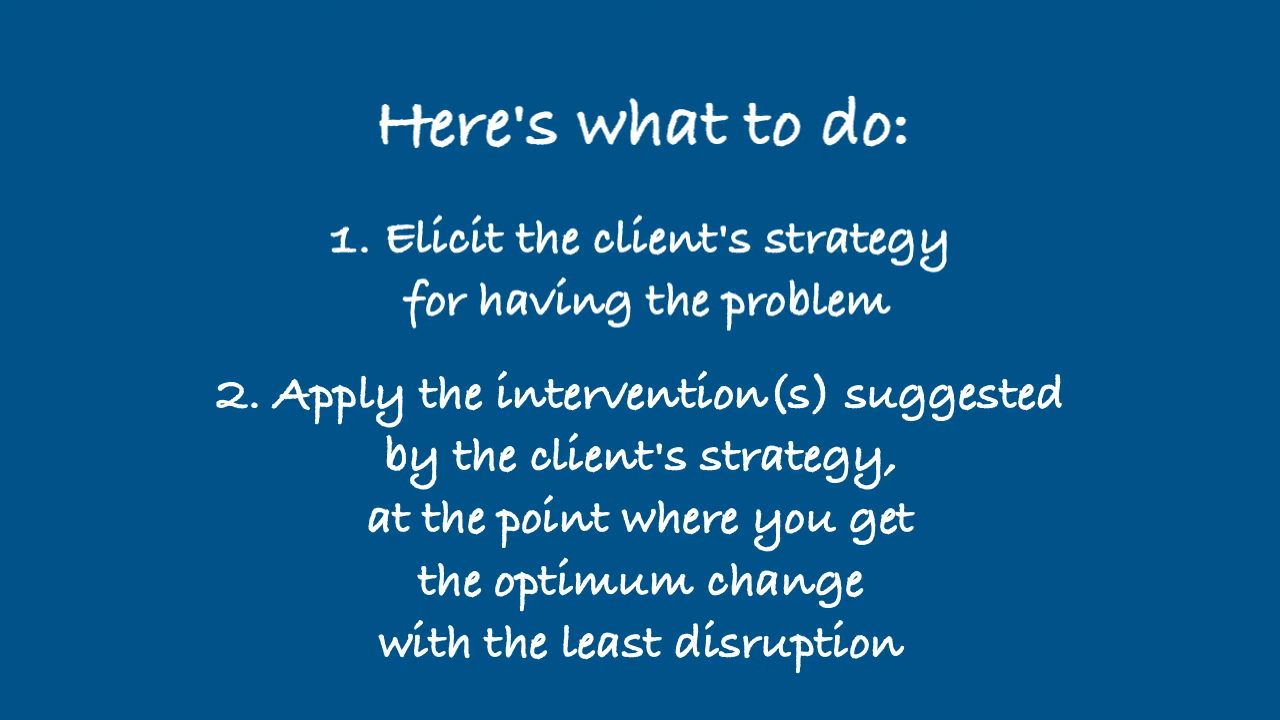 Here's what to do:
1. Elicit the client's strategy
for having the problem
2. Apply the intervention(s) suggested
by the client's strategy,
at the point where you get
the optimum change
with the least disruption